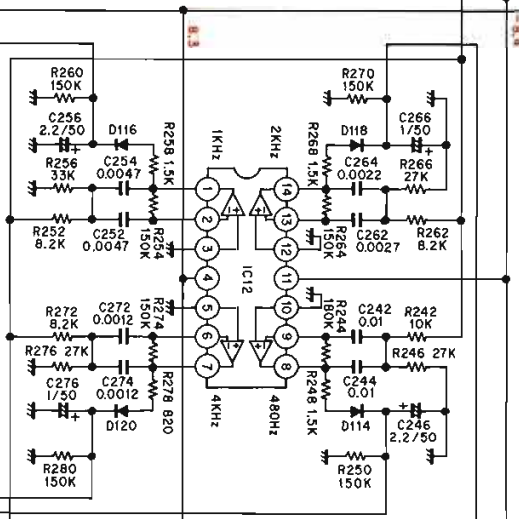 8.3
R260
150K
C256
2.2/50
D116
R256
33K
C254
0.0047
R258 1.5K
1KHz
R252
8.2K
C252
0.0047
R254
150K
R270
150K
2KHz
R268 1.5K
D118
C266
1/50
C264
0.0022
R266
27K
R264
150K
C262
0.0027
R262
8.2K
1
2
3
4
5
6
7
14
13
12
11
10
9
8
IC12
R272
8.2K
C272
0.0012
R274
150K
R276 27K
C276
1/50
C274
0.0012
D120
R278 820
4KHz
R280
150K
R244
180K
C242
0.01
R242
10K
R246 27K
C244
0.01
R248 1.5K
480Hz
D114
C246
2.2/50
R250
150K